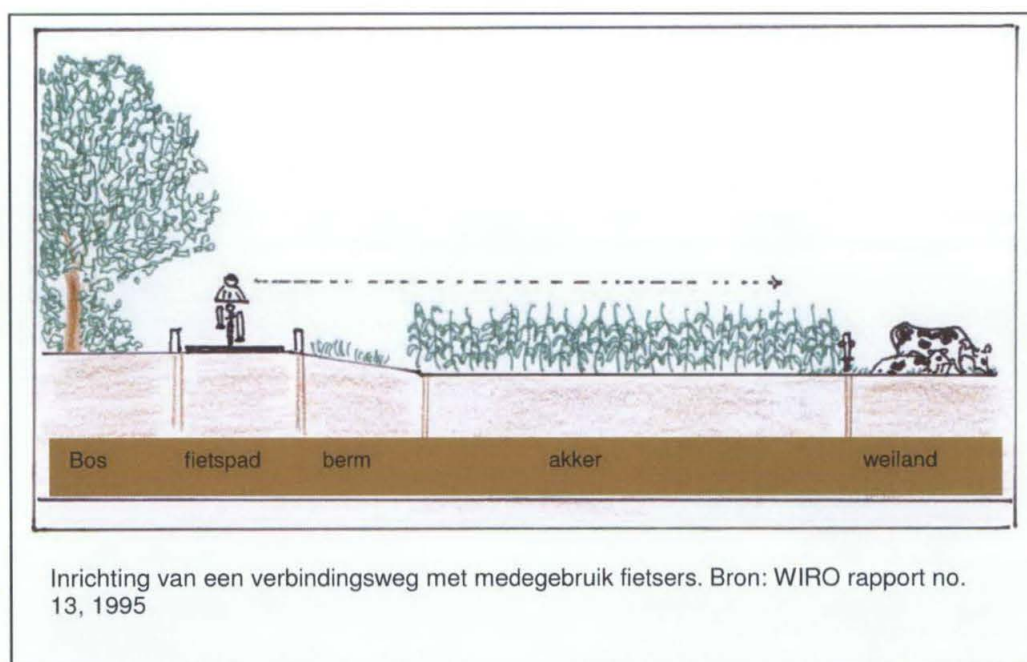 Bos fietspad berm akker weiland
Inrichting van een verbindingsweg met medegebruik fietsers. Bron: WIRO rapport no.
13, 1995